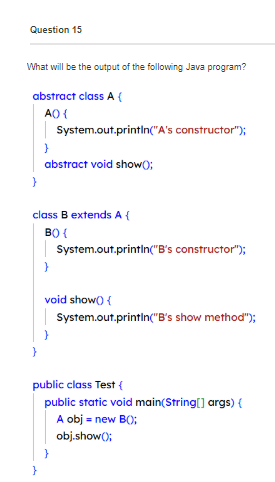 Question 15
What will be the output of the following Java program?
abstract class A {
A() {
System.out.println("A's constructor");
}
abstract void show();
}
class B extends A {
B() {
System.out.println("B's constructor");
}
void show() {
System.out.println("B's show method");
}
}
public class Test {
public static void main(String[] args) {
A obj = new B();
obj.show();
}
}